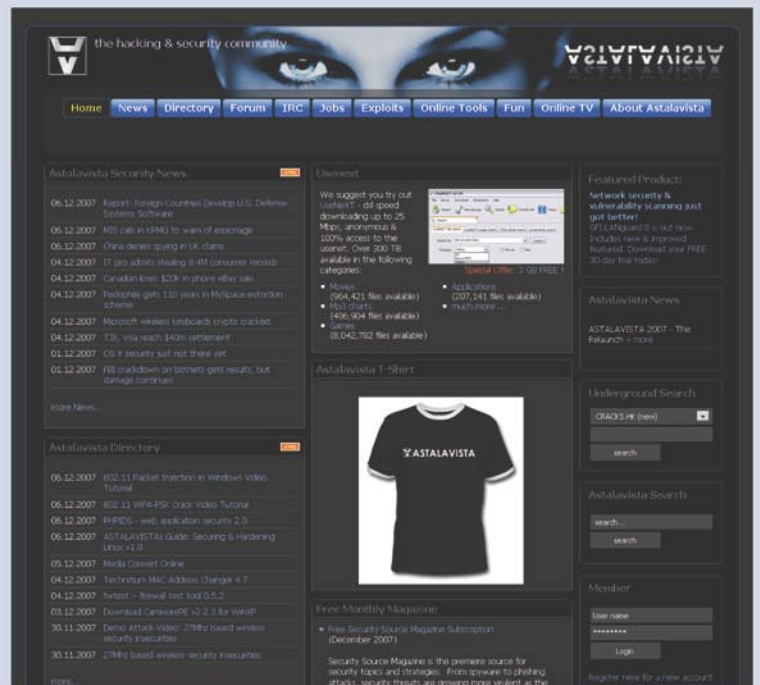 the hacking & security community
ASTALAVISTA
Home News Directory Forum IRC Jobs Exploits Online Tools Fun Online TV About Astalavista
Astalavista Security News
06.12.2007 Report: Foreign Countries Develop U.S. Defense
Systems Software
06.12.2007 MI5 calls in KPMG to warn of espionage
06.12.2007 China denies spying in UK claims
04.12.2007 IT pro admits stealing 8.4M consumer records
04.12.2007 Canadian loses $20K in phony eBay sale
04.12.2007 Pedophile gets 110 years in MySpace extortion
scheme
04.12.2007 Microsoft wireless keyboards crypto cracked
04.12.2007 TJX, Visa reach $40m settlement
01.12.2007 OS X security just not there yet
01.12.2007 FBI crackdown on botnets gets results, but
damage continues
more News...
Astalavista Directory
06.12.2007 802.11 Packet Injection in Windows Video
Tutorial
06.12.2007 802.11 WPA-PSK Crack Video Tutorial
06.12.2007 PHPIDS - web application security 2.0
06.12.2007 ASTALAVISTAs Guide: Securing & Hardening
Linux v1.0
05.12.2007 Media Convert Online
04.12.2007 Technitium MAC Address Changer 4.7
04.12.2007 fwtest - firewall test tool 0.5.2
03.12.2007 Download CarnivorePE v2.2.3 for WinXP
30.11.2007 Demo Attack-Video: 27Mhz based wireless
security insecurities
30.11.2007 27Mhz based wireless security insecurities
more...
Usenext
We suggest you try out
UseNeXT - dsl speed
downloading up to 25
Mbps, anonymous &
100% access to the
usenet. Over 300 TB
available in the following
categories:
Special Offer: 2 GB FREE !
• Movies
(964,421 files available)
• Mp3 charts
(406,904 files available)
• Games
(8,042,782 files available)
• Applications
(207,141 files available)
• much more ...
Astalavista T-Shirt
ASTALAVISTA
Free Monthly Magazine
• Free Security Source Magazine Subscription
(December 2007)
Security Source Magazine is the premiere source for
security topics and strategies. From spyware to phishing
attacks, security threats are growing more virulent as the
Featured Product:
Network security &
vulnerability scanning just
got better!
GFI LANguard 8 is out now.
Includes new & improved
featured. Download your FREE
30-day trial today!
Astalavista News
ASTALAVISTA 2007 - The
Relaunch - more
Underground Search
CRACKS.HK (new)
search
Astalavista Search
search...
search
Member
User name
********
Login
Register here for a new account